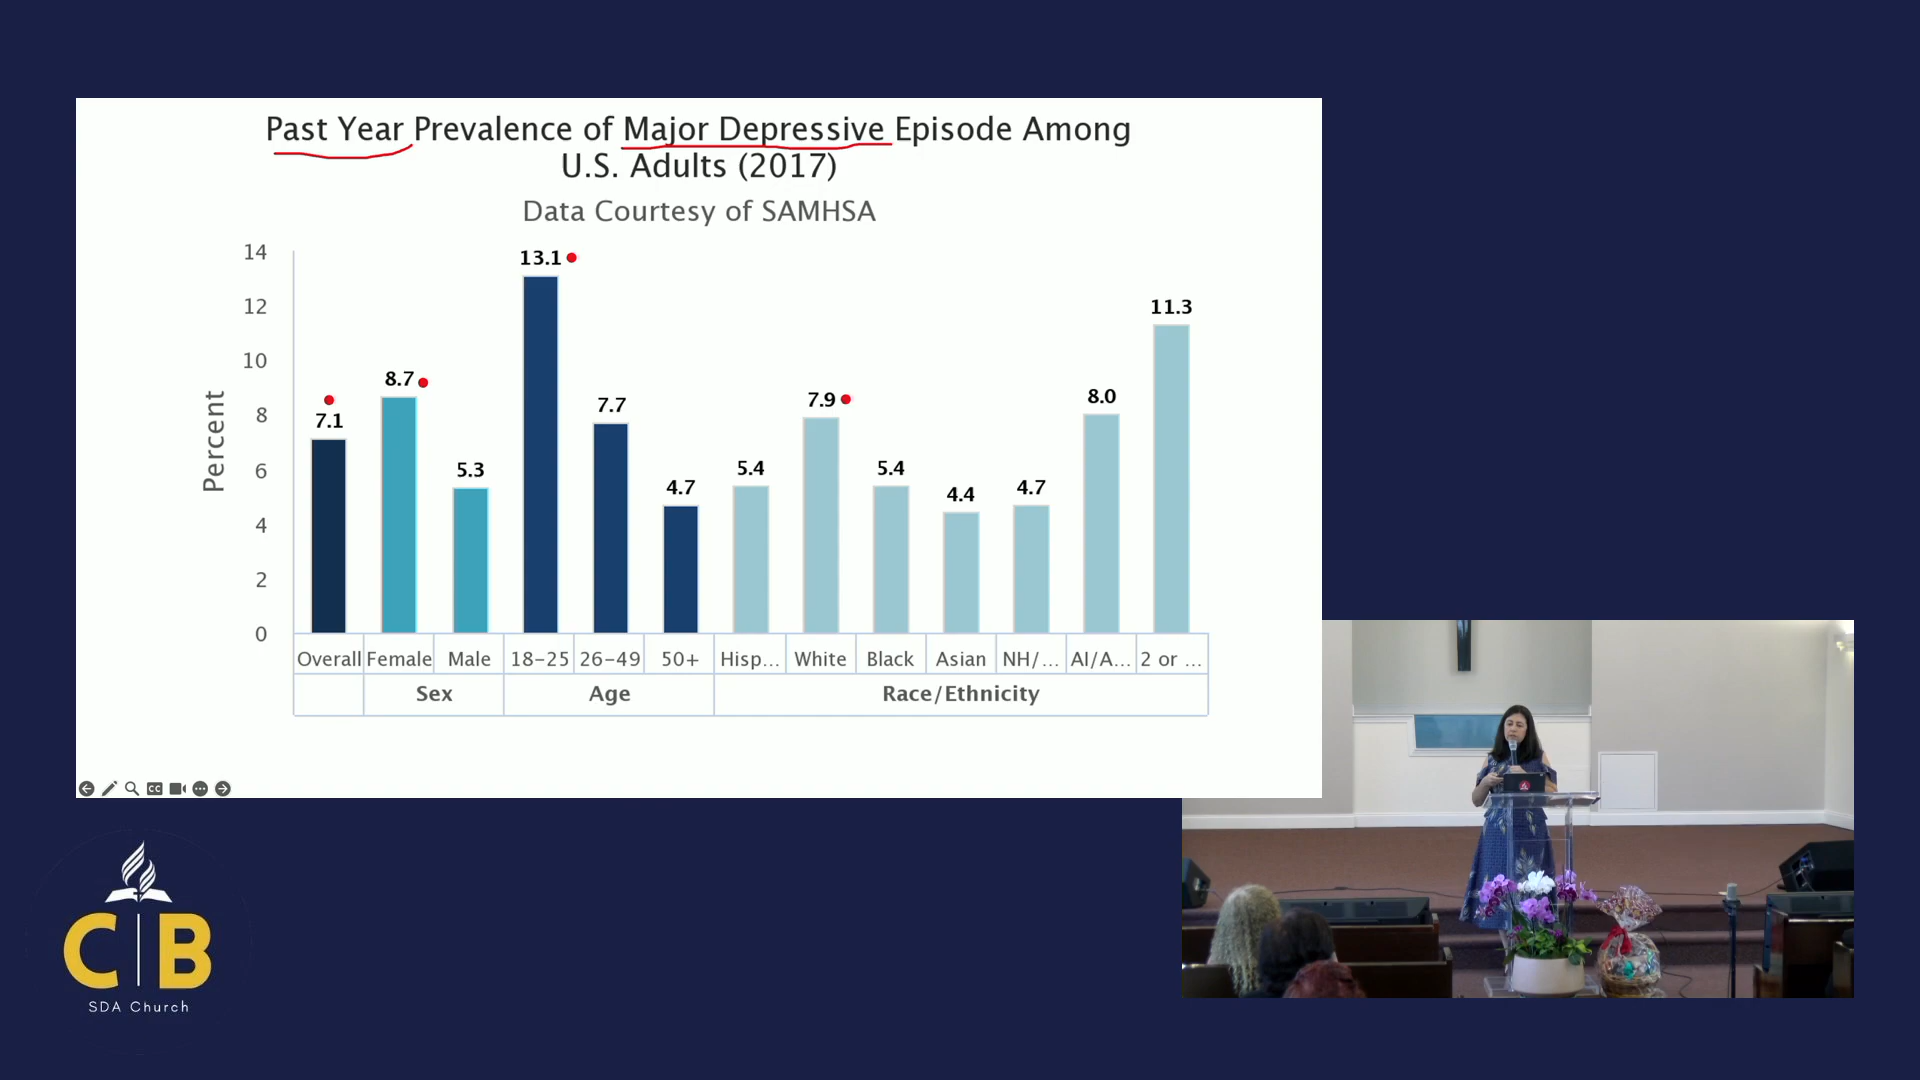 Past Year Prevalence of Major Depressive Episode Among
U.S. Adults (2017)
Data Courtesy of SAMHSA
Percent
14
12
10
8
6
4
2
0
7.1
8.7
5.3
13.1
7.7
4.7
5.4
7.9
5.4
4.4
4.7
8.0
11.3
Overall Female Male 18-25 26-49 50+ Hisp... White Black Asian NH/... AI/A... 2 or ...
Sex Age Race/Ethnicity
CC
C|B
SDA Church